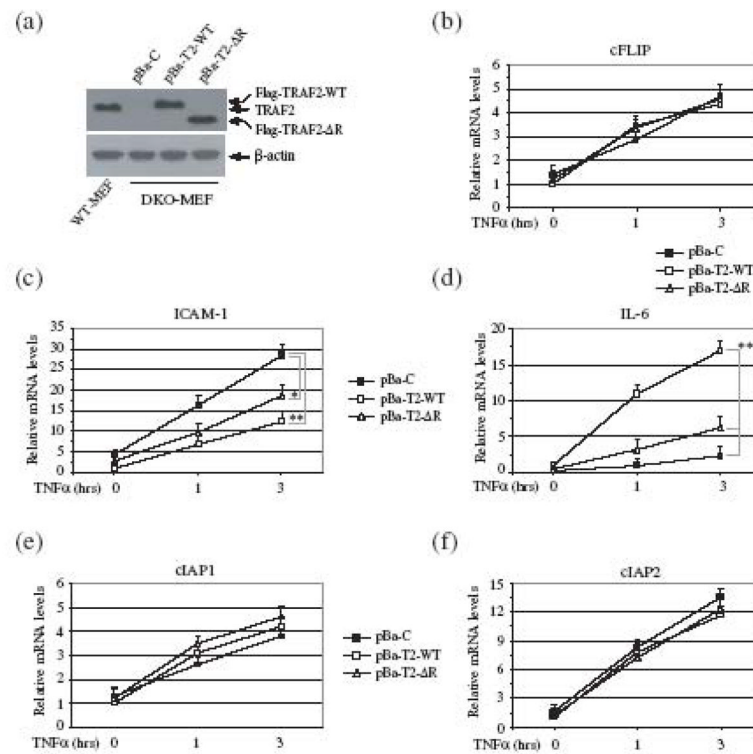 (a)
pBa-C
pBa-T2-WT
pBa-T2-ΔR
Flag-TRAF2-WT
TRAF2
Flag-TRAF2-ΔR
β-actin
WT-MEF
DKO-MEF
(b)
cFLIP
Relative mRNA levels
6
5
4
3
2
1
0
TNFα (hrs)
0
1
3
pBa-C
pBa-T2-WT
pBa-T2-ΔR
(c)
ICAM-1
Relative mRNA levels
35
30
25
20
15
10
5
0
*
**
TNFα (hrs)
0
1
3
pBa-C
pBa-T2-WT
pBa-T2-ΔR
(d)
IL-6
Relative mRNA levels
20
15
10
5
0
**
TNFα (hrs)
0
1
3
(e)
cIAP1
Relative mRNA levels
6
5
4
3
2
1
0
TNFα (hrs)
0
1
3
pBa-C
pBa-T2-WT
pBa-T2-ΔR
(f)
cIAP2
Relative mRNA levels
15
12
9
6
3
0
TNFα (hrs)
0
1
3